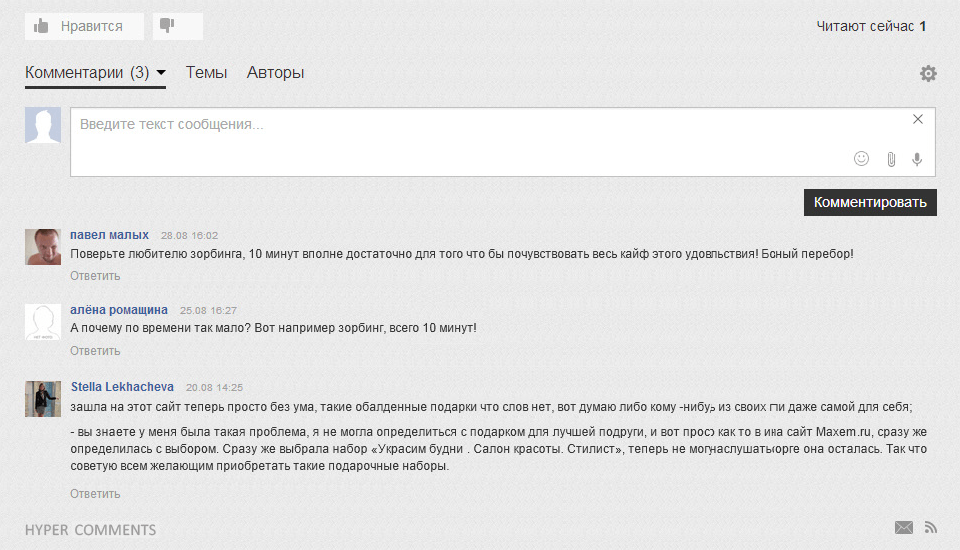 Нравится
Читают сейчас 1
Комментарии (3) Темы Авторы
Введите текст сообщения...
Комментировать
павел малых 28.08 16:02
Поверьте любителю зорбинга, 10 минут вполне достаточно для того что бы почувствовать весь кайф этого удовльствия! перебор!
Ответить
алёна ромащина 25.08 16:27
А почему по времени так мало? Вот например зорбинг, всего 10 минут!
Ответить
Stella Lekhacheva 20.08 14:25
зашла на этот сайт теперь просто без ума, такие обалденные подарки что слов нет, вот думаю либо кому -нибудь из своих даже самой для себя;
- вы знаете у меня была такая проблема, я не могла определиться с подарком для лучшей подруги, и вот как то в сайт Maxem.ru, сразу же
определилась с выбором. Сразу же выбрала набор «Украсим будни . Салон красоты. Стилист», теперь не она осталась. Так что
советую всем желающим приобретать такие подарочные наборы.
Ответить
HYPER COMMENTS